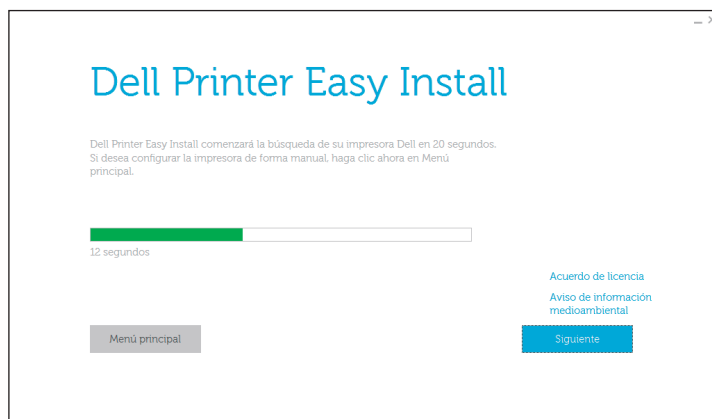 Dell Printer Easy Install
Dell Printer Easy Install comenzará la búsqueda de su impresora Dell en 20 segundos.
Si desea configurar la impresora de forma manual, haga clic ahora en Menú
principal.
12 segundos
Acuerdo de licencia
Aviso de información
medioambiental
Menú principal
Siguiente